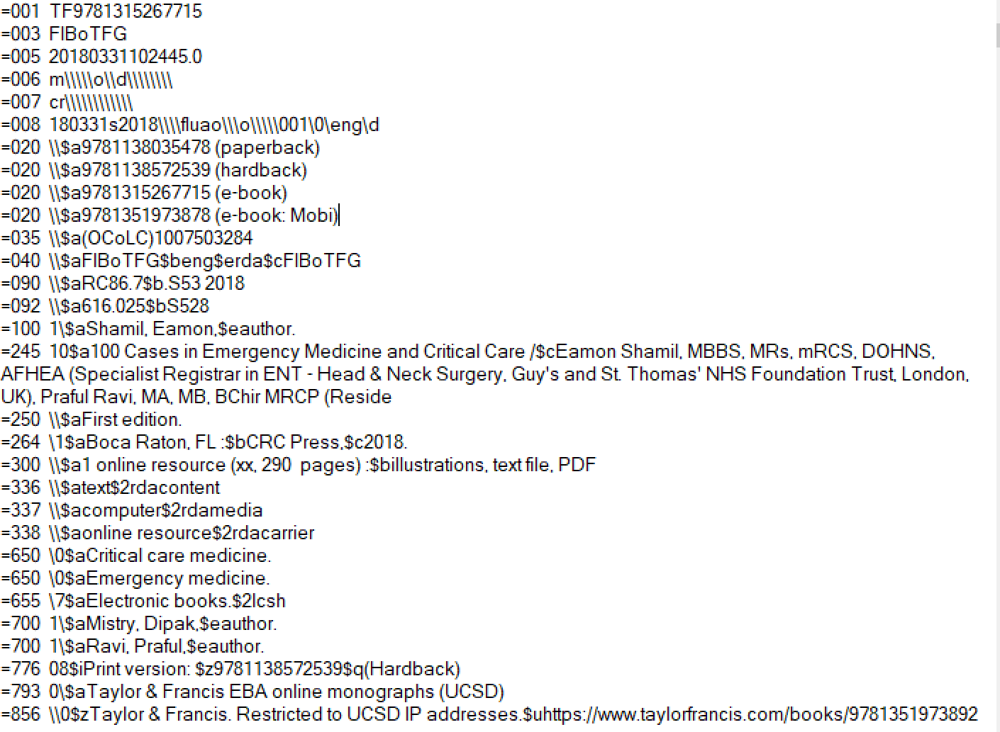 =001  TF9781315267715
=003  FlBoTFG
=005  20180331102445.0
=006  m\\\\\o\\d\\\\\\\\
=007  cr\\\\\\\\\\\\
=008  180331s2018\\\\fluao\\\o\\\\\001\0\eng\d
=020  \\$a9781138035478 (paperback)
=020  \\$a9781138572539 (hardback)
=020  \\$a9781315267715 (e-book)
=020  \\$a9781351973878 (e-book: Mobi)
=035  \\$a(OCoLC)1007503284
=040  \\$aFlBoTFG$beng$erda$cFlBoTFG
=090  \\$aRC86.7$b.S53 2018
=092  \\$a616.025$bS528
=100  1\$aShamil, Eamon,$eauthor.
=245  10$a100 Cases in Emergency Medicine and Critical Care /$cEamon Shamil, MBBS, MRs, mRCS, DOHNS,
AFHEA (Specialist Registrar in ENT - Head & Neck Surgery, Guy's and St. Thomas' NHS Foundation Trust, London,
UK), Praful Ravi, MA, MB, BChir MRCP (Reside
=250  \\$aFirst edition.
=264  \1$aBoca Raton, FL :$bCRC Press,$c2018.
=300  \\$a1 online resource (xx, 290  pages) :$billustrations, text file, PDF
=336  \\$atext$2rdacontent
=337  \\$acomputer$2rdamedia
=338  \\$aonline resource$2rdacarrier
=650  \0$aCritical care medicine.
=650  \0$aEmergency medicine.
=655  \7$aElectronic books.$2lcsh
=700  1\$aMistry, Dipak,$eauthor.
=700  1\$aRavi, Praful,$eauthor.
=776  08$iPrint version: $z9781138572539$q(Hardback)
=793  0\$aTaylor & Francis EBA online monographs (UCSD)
=856  \\0$zTaylor & Francis. Restricted to UCSD IP addresses.$uhttps://www.taylorfrancis.com/books/9781351973892